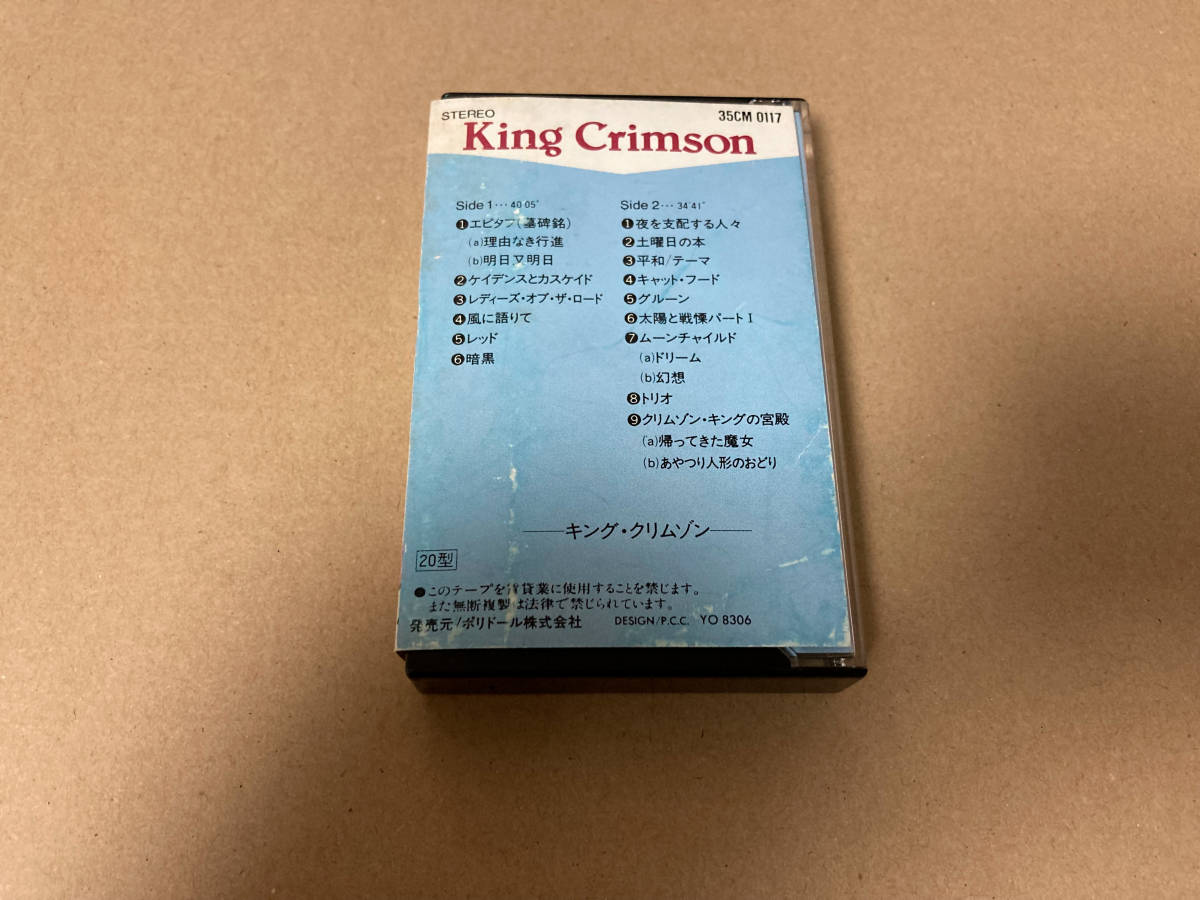 STEREO
35CM 0117
King Crimson
Side 1… 40'05"
❶エピタフ(墓碑銘)
(a)理由なき行進
(b)明日又明日
❷ケイデンスとカスケイド
❸レディーズ・オブ・ザ・ロード
❹風に語りて
❺レッド
❻暗黒
Side 2… 34'41"
❶夜を支配する人々
❷土曜日の本
❸平和/テーマ
❹キャット・フード
❺グルーン
❻太陽と戦慄パートⅠ
❼ムーンチャイルド
(a)ドリーム
(b)幻想
❽トリオ
❾クリムゾン・キングの宮殿
(a)帰ってきた魔女
(b)あやつり人形のおどり
キング・クリムゾン
20型
●このテープを賃貸業に使用することを禁じます。
また無断複製は法律で禁じられています。
発売元/ポリドール株式会社 DESIGN/P.C.C. YO 8306